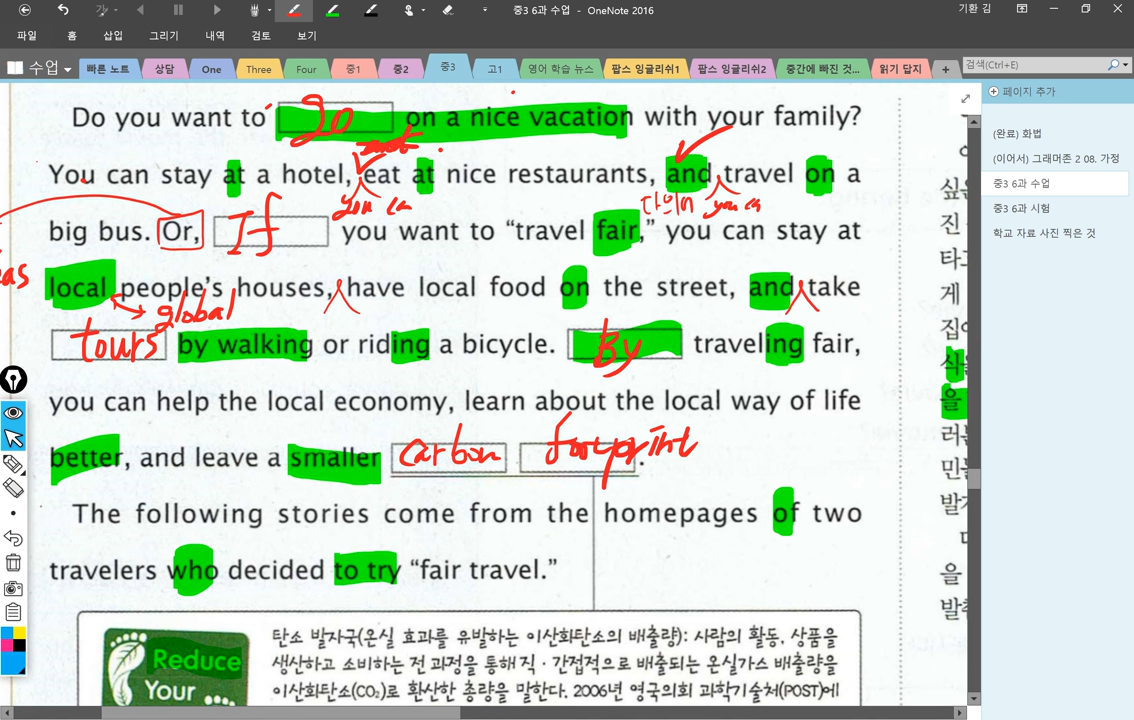 중3 6과 수업 - OneNote 2016
기환 김
파일 홈 삽입 그리기 내역 검토 보기
수업 빠른 노트 상담 One Three Four 중1 중2 중3 고1 영어 학습 뉴스 팝스 잉글리쉬1 팝스 잉글리쉬2 중간에 빠진 것... 읽기 답지 +
검색(Ctrl+E)
페이지 추가
(완료) 화법
(이어서) 그래머존 2 08. 가정
중3 6과 수업
중3 6과 시험
학교 자료 사진 찍은 것
Do you want to go on a nice vacation with your family?
You can stay at a hotel, eat at nice restaurants, and travel on a
you ca
you ca
big bus. Or, If you want to “travel fair,” you can stay at
local people’s houses, have local food on the street, and take
global
tours by walking or riding a bicycle. By traveling fair,
you can help the local economy, learn about the local way of life
better, and leave a smaller carbon footprint.
The following stories come from the homepages of two
travelers who decided to try “fair travel.”
Reduce
Your
탄소 발자국(온실 효과를 유발하는 이산화탄소의 배출량): 사람의 활동, 상품을
생산하고 소비하는 전 과정을 통해 직·간접적으로 배출되는 온실가스 배출량을
이산화탄소(CO₂)로 환산한 총량을 말한다. 2006년 영국의회 과학기술처(POST)에